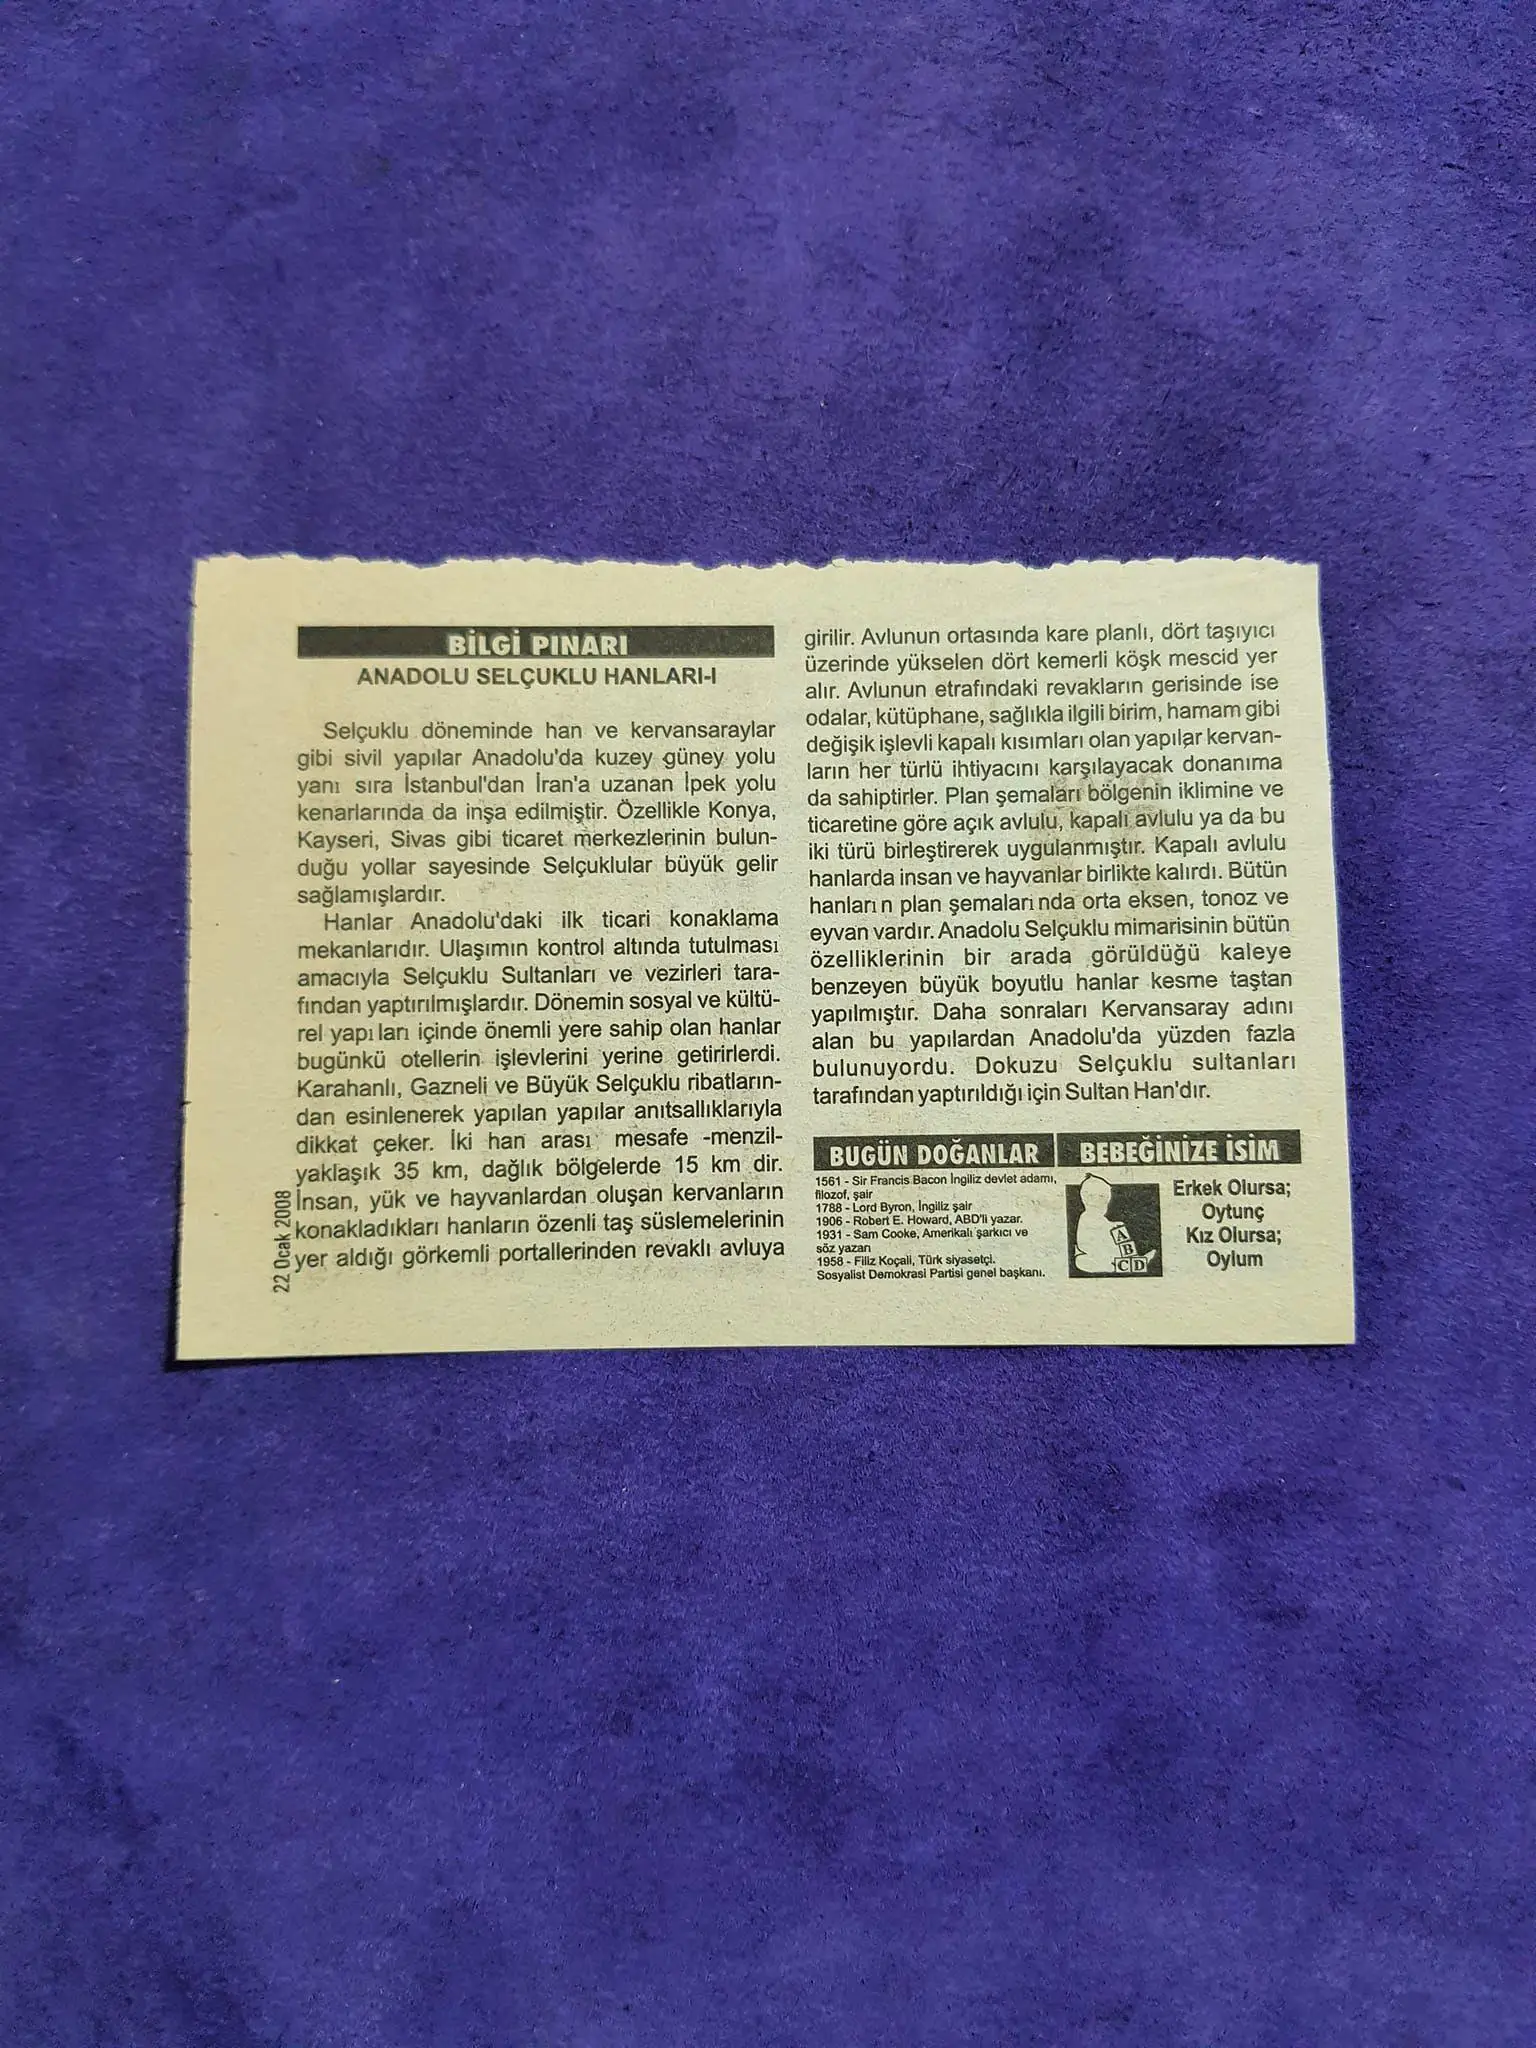 BİLGİ PINARI
ANADOLU SELÇUKLU HANLARI-I
Selçuklu döneminde han ve kervansaraylar
gibi sivil yapılar Anadolu'da kuzey güney yolu
yanı sıra İstanbul'dan İran'a uzanan İpek yolu
kenarlarında da inşa edilmiştir. Özellikle Konya,
Kayseri, Sivas gibi ticaret merkezlerinin bulun-
duğu yollar sayesinde Selçuklular büyük gelir
sağlamışlardır.
Hanlar Anadolu'daki ilk ticari konaklama
mekanlarıdır. Ulaşımın kontrol altında tutulması
amacıyla Selçuklu Sultanları ve vezirleri tara-
fından yaptırılmışlardır. Dönemin sosyal ve kültü-
rel yapıları içinde önemli yere sahip olan hanlar
bugünkü otellerin işlevlerini yerine getirirlerdi.
Karahanlı, Gazneli ve Büyük Selçuklu ribatların-
dan esinlenerek yapılan yapılar anıtsallıklarıyla
dikkat çeker. İki han arası mesafe -menzil-
yaklaşık 35 km, dağlık bölgelerde 15 km dir.
İnsan, yük ve hayvanlardan oluşan kervanların
konakladıkları hanların özenli taş süslemelerinin
yer aldığı görkemli portallerinden revaklı avluya
22 Ocak 2008
girilir. Avlunun ortasında kare planlı, dört taşıyıcı
üzerinde yükselen dört kemerli köşk mescid yer
alır. Avlunun etrafındaki revakların gerisinde ise
odalar, kütüphane, sağlıkla ilgili birim, hamam gibi
değişik işlevli kapalı kısımları olan yapılar kervan-
ların her türlü ihtiyacını karşılayacak donanıma
da sahiptirler. Plan şemaları bölgenin iklimine ve
ticaretine göre açık avlulu, kapalı avlulu ya da bu
iki türü birleştirerek uygulanmıştır. Kapalı avlulu
hanlarda insan ve hayvanlar birlikte kalırdı. Bütün
hanların plan şemalarında orta eksen, tonoz ve
eyvan vardır. Anadolu Selçuklu mimarisinin bütün
özelliklerinin bir arada görüldüğü kaleye
benzeyen büyük boyutlu hanlar kesme taştan
yapılmıştır. Daha sonraları Kervansaray adını
alan bu yapılardan Anadolu'da yüzden fazla
bulunuyordu. Dokuzu Selçuklu sultanları
tarafından yaptırıldığı için Sultan Han'dır.
BUGÜN DOĞANLAR
1561 - Sir Francis Bacon İngiliz devlet adamı,
filozof, şair
1788 - Lord Byron, İngiliz şair
1906 - Robert E. Howard, ABD'li yazar.
1931 - Sam Cooke, Amerikalı şarkıcı ve
söz yazarı
1958 - Filiz Koçali, Türk siyasetçi.
Sosyalist Demokrasi Partisi genel başkanı.
BEBEĞİNİZE İSİM
A
B
C D
Erkek Olursa;
Oytunç
Kız Olursa;
Oylum